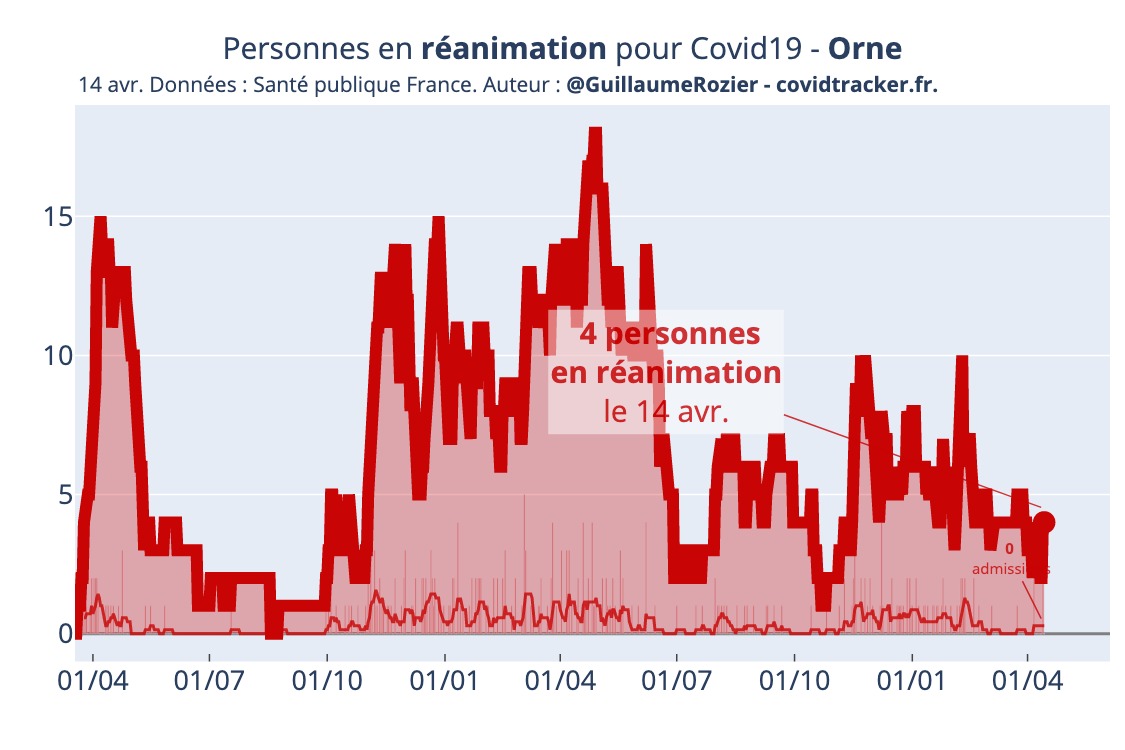 Personnes en réanimation pour Covid19 - Orne
14 avr. Données : Santé publique France. Auteur : @GuillaumeRozier - covidtracker.fr.
15
10
5
0
4 personnes
en réanimation
le 14 avr.
0
admissions
01/04 01/07 01/10 01/01 01/04 01/07 01/10 01/01 01/04